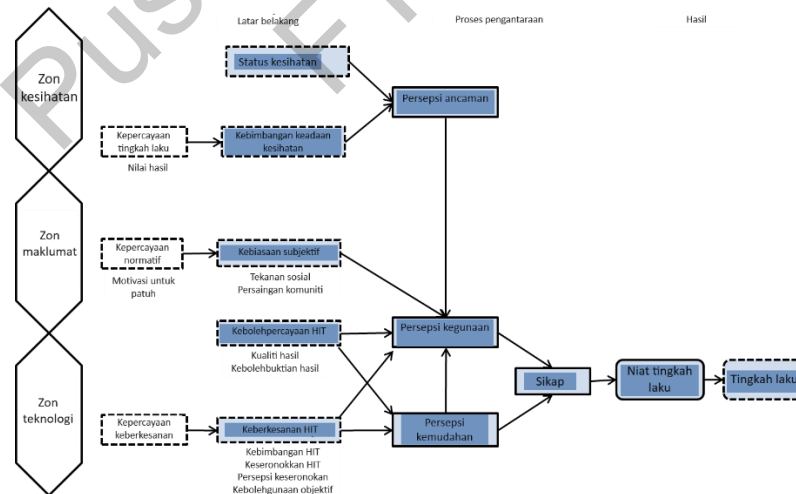 Latar belakang
Proses pengantaraan
Hasil
Zon
kesihatan
Status kesihatan
Persepsi ancaman
Kepercayaan
tingkah laku
Nilai hasil
Kebimbangan keadaan
kesihatan
Zon
maklumat
Kepercayaan
normatif
Motivasi untuk
patuh
Kebiasaan subjektif
Tekanan sosial
Persaingan komuniti
Kebolehpercayaan HIT
Kualiti hasil
Kebolehbuktian hasil
Persepsi kegunaan
Sikap
Niat tingkah
laku
Tingkah laku
Zon
teknologi
Kepercayaan
keberkesanan
Keberkesanan HIT
Kebimbangan HIT
Keseronokkan HIT
Persepsi keseronokan
Kebolehgunaan objektif
Persepsi
kemudahan
Pus